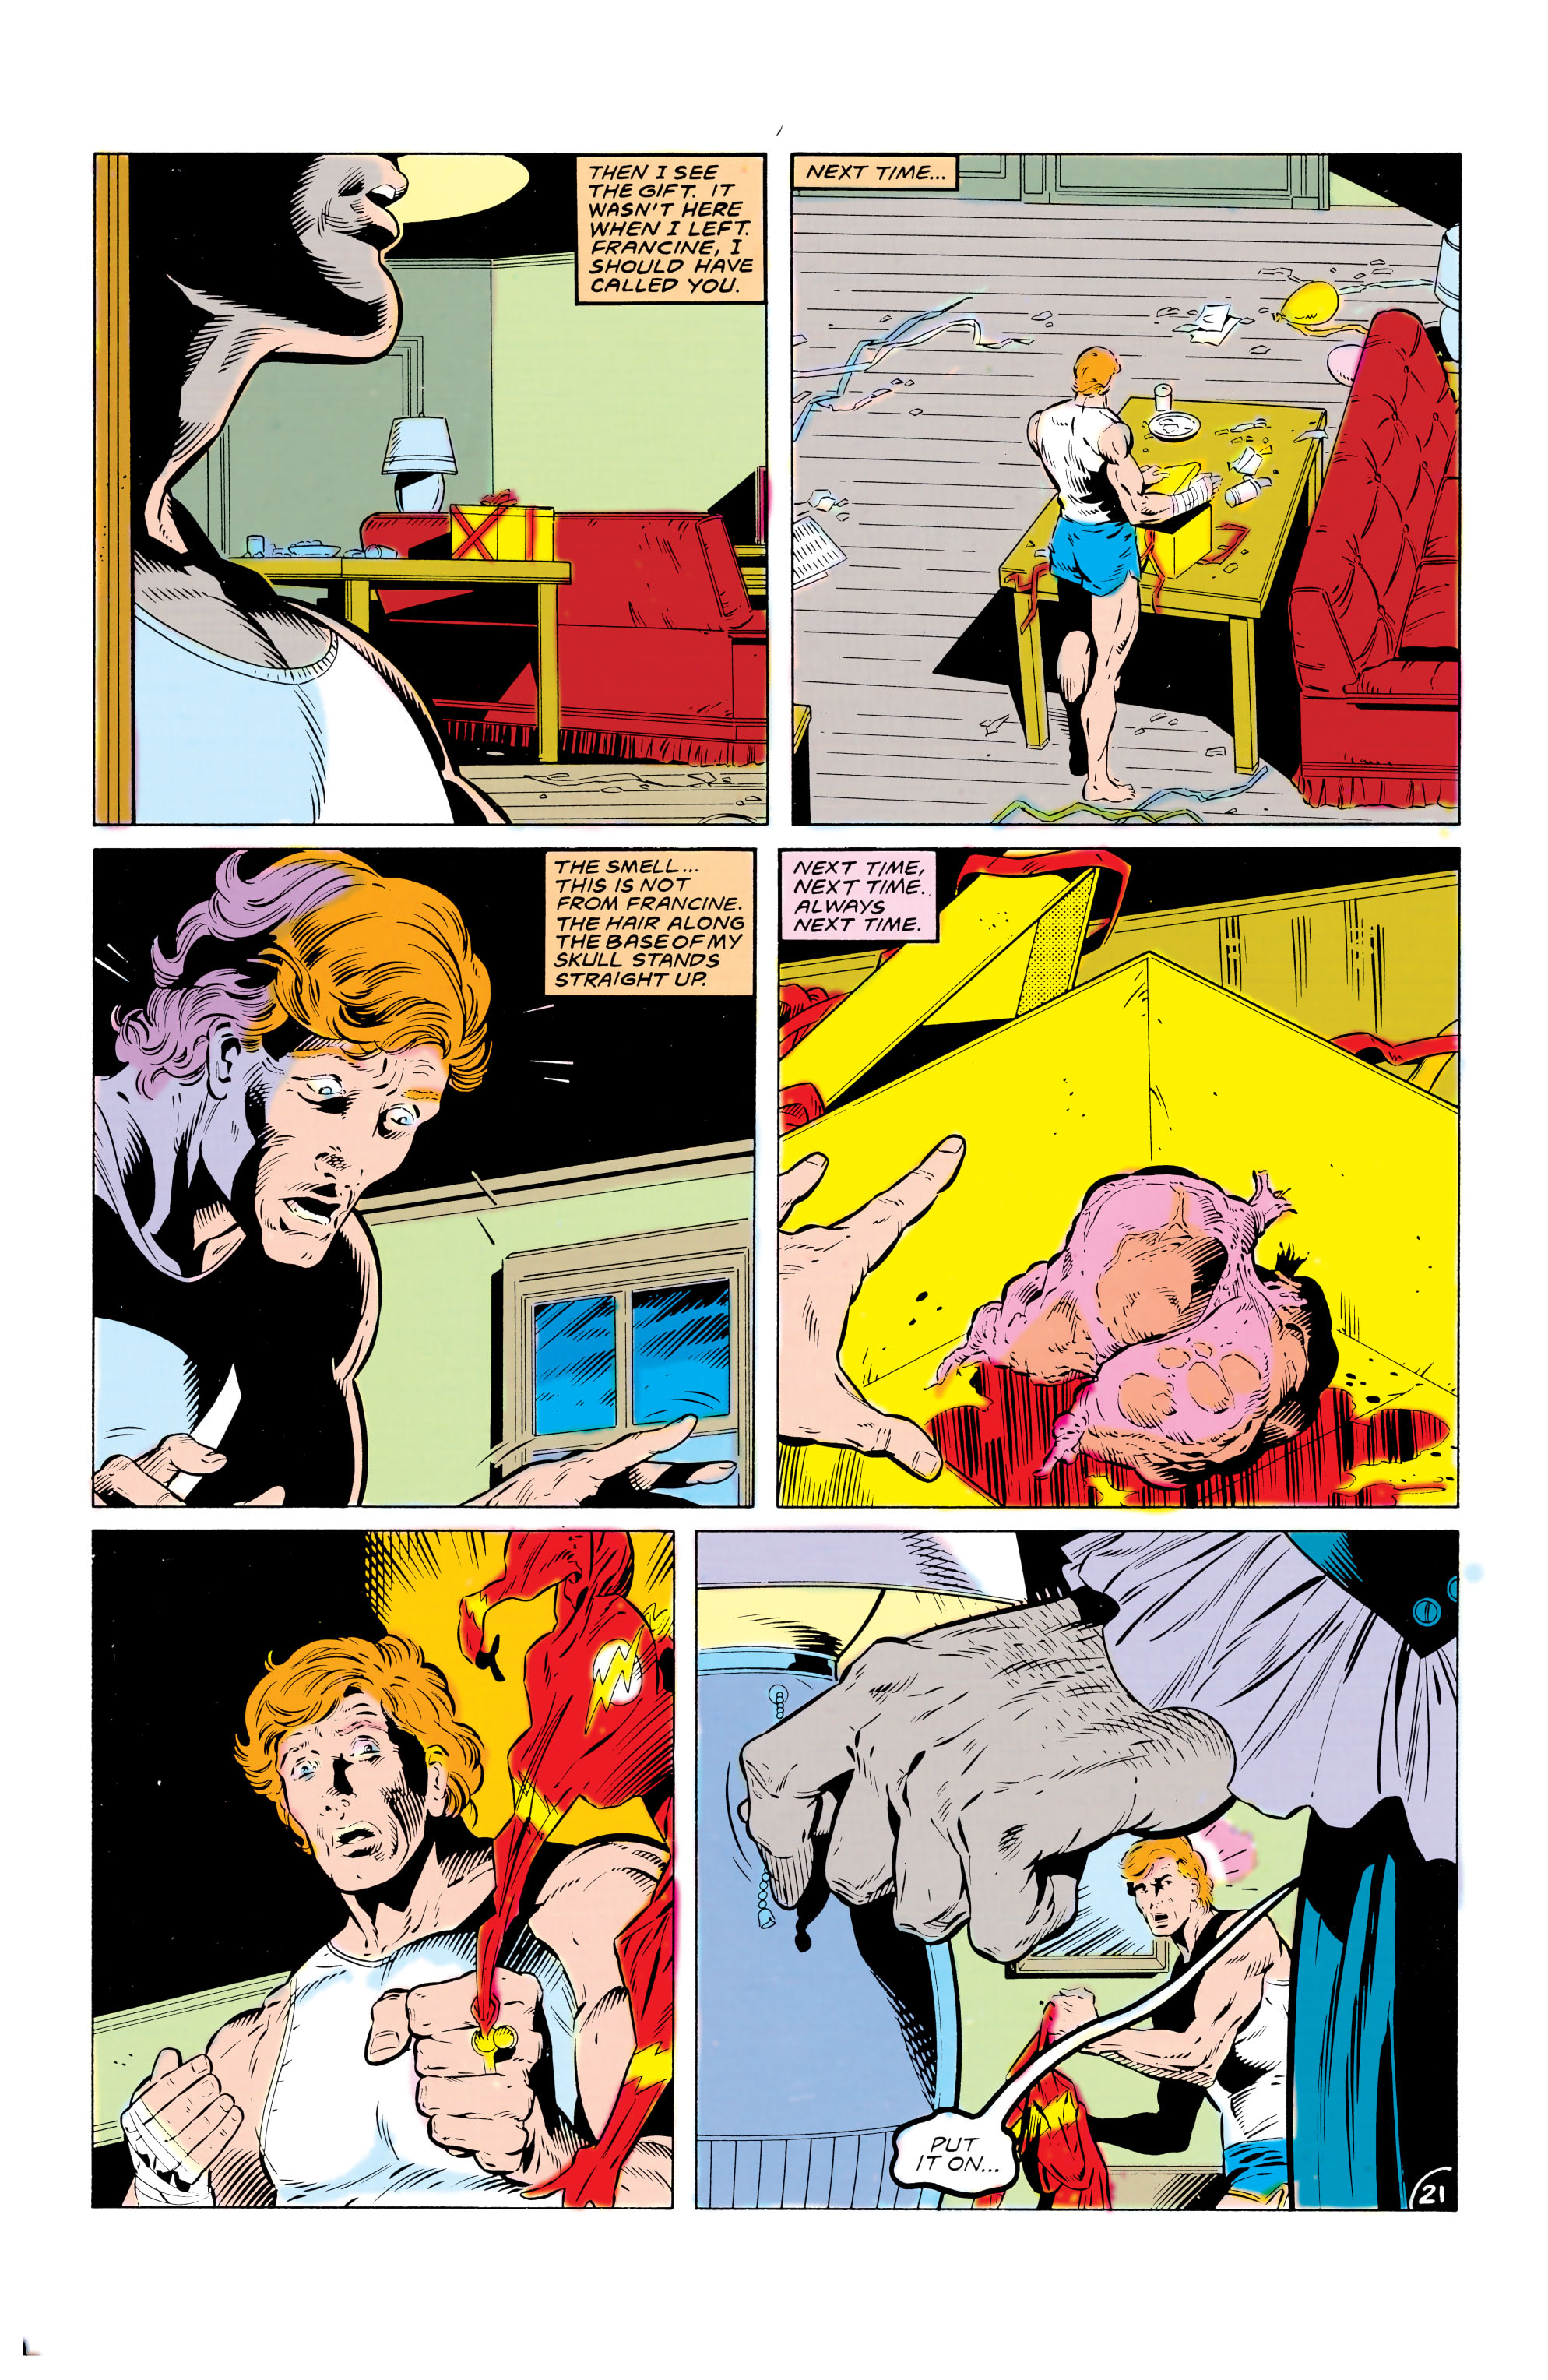 THEN I SEE
THE GIFT. IT
WASN'T HERE
WHEN I LEFT.
FRANCINE, I
SHOULD HAVE
CALLED YOU.
NEXT TIME...
THE SMELL...
THIS IS NOT
FROM FRANCINE.
THE HAIR ALONG
THE BASE OF MY
SKULL STANDS
STRAIGHT UP.
NEXT TIME,
NEXT TIME.
ALWAYS
NEXT TIME.
PUT
IT ON...
21